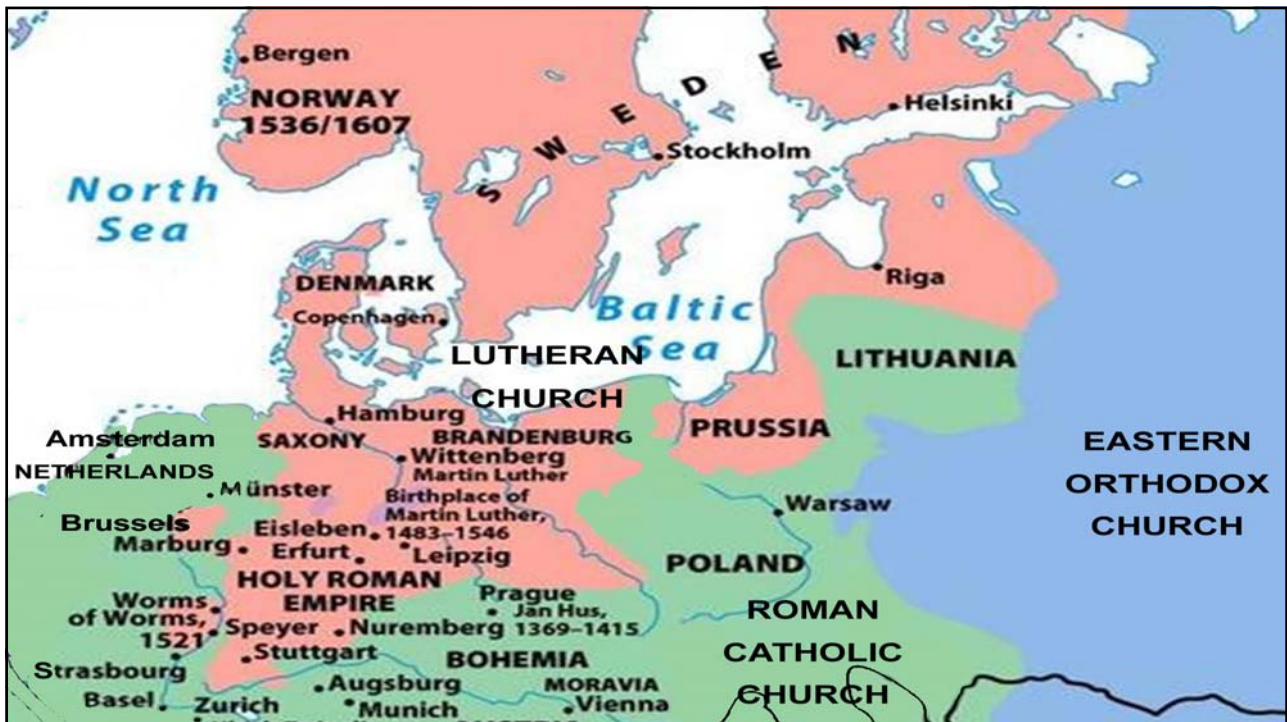 Bergen
NORWAY
1536/1607
SWEDEN
Helsinki
Stockholm
North
Sea
Riga
DENMARK
Copenhagen
Baltic
Sea
LUTHERAN
CHURCH
LITHUANIA
Hamburg
SAXONY
BRANDENBURG
PRUSSIA
Amsterdam
NETHERLANDS
Wittenberg
Martin Luther
Münster
Birthplace of
Martin Luther,
1483–1546
EASTERN
ORTHODOX
CHURCH
Warsaw
Brussels
Eisleben
Marburg
Erfurt
Leipzig
POLAND
HOLY ROMAN
EMPIRE
Prague
Jan Hus,
1369–1415
ROMAN
CATHOLIC
CHURCH
Worms
of Worms,
1521
Speyer
Nuremberg
Stuttgart
BOHEMIA
Strasbourg
Augsburg
MORAVIA
Basel
Zurich
Munich
Vienna